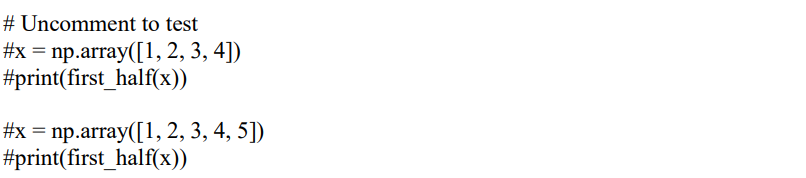 # Uncomment to test
#x = np.array([1, 2, 3, 4])
#print(first_half(x))
#x = np.array([1, 2, 3, 4, 5])
#print(first_half(x))